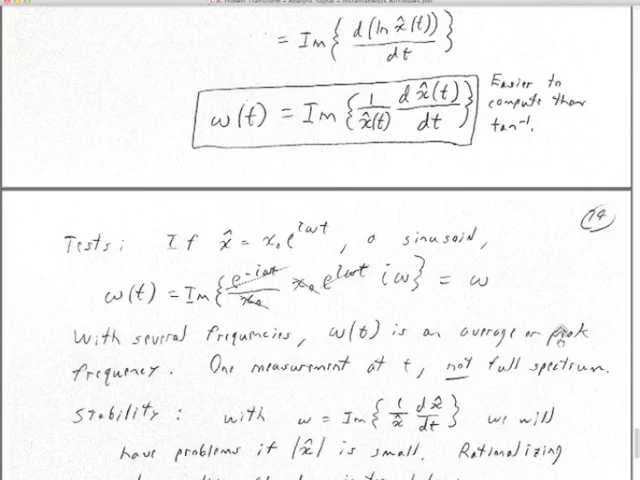 = Im{ d(ln x̂(t)) / dt }
ω(t) = Im{ 1/x̂(t) d x̂(t)/dt }
Easier to
compute than
tan⁻¹.
14
Tests: If x̂ = x₀ e^{iωt}, a sinusoid,
ω(t) = Im{ e^{-iωt}/x₀ x₀ e^{iωt} iω } = ω
With several frequencies, ω(t) is an average or peak
frequency. One measurement at t, not full spectrum.
Stability: with ω = Im{ 1/x̂ dx̂/dt } we will
have problems if |x̂| is small. Rationalizing